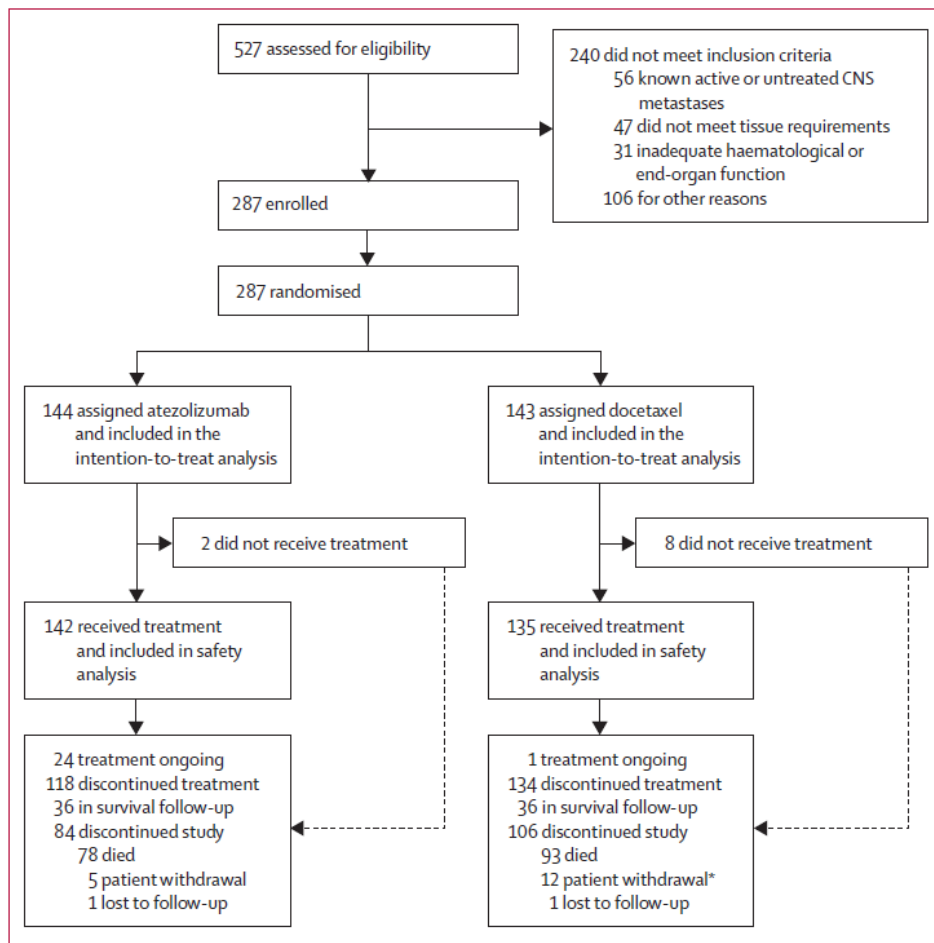 527 assessed for eligibility
240 did not meet inclusion criteria
56 known active or untreated CNS
metastases
47 did not meet tissue requirements
31 inadequate haematological or
end-organ function
106 for other reasons
287 enrolled
287 randomised
144 assigned atezolizumab
and included in the
intention-to-treat analysis
143 assigned docetaxel
and included in the
intention-to-treat analysis
2 did not receive treatment
8 did not receive treatment
142 received treatment
and included in safety
analysis
135 received treatment
and included in safety
analysis
24 treatment ongoing
118 discontinued treatment
36 in survival follow-up
84 discontinued study
78 died
5 patient withdrawal
1 lost to follow-up
1 treatment ongoing
134 discontinued treatment
36 in survival follow-up
106 discontinued study
93 died
12 patient withdrawal*
1 lost to follow-up